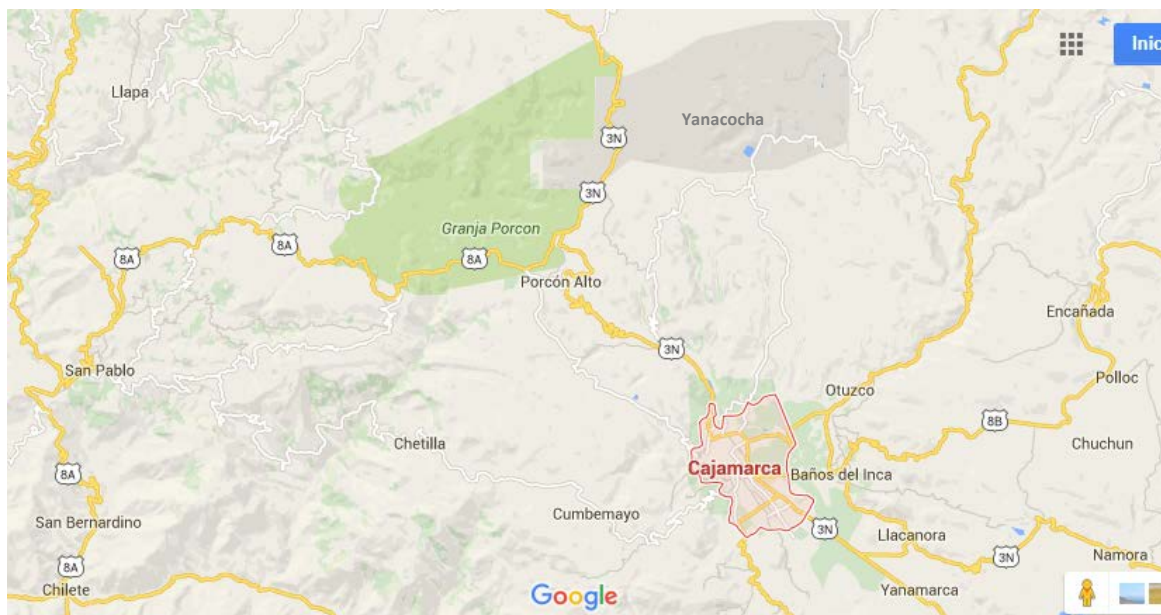 Inic
Llapa
Yanacocha
3N
3N
Granja Porcon
8A
8A
8A
Porcón Alto
Encañada
3N
San Pablo
Polloc
Otuzco
8B
Chetilla
Chuchun
Cajamarca
Baños del Inca
8A
Cumbemayo
San Bernardino
3N
Llacanora
3N
Namora
8A
Chilete
Google
Yanamarca